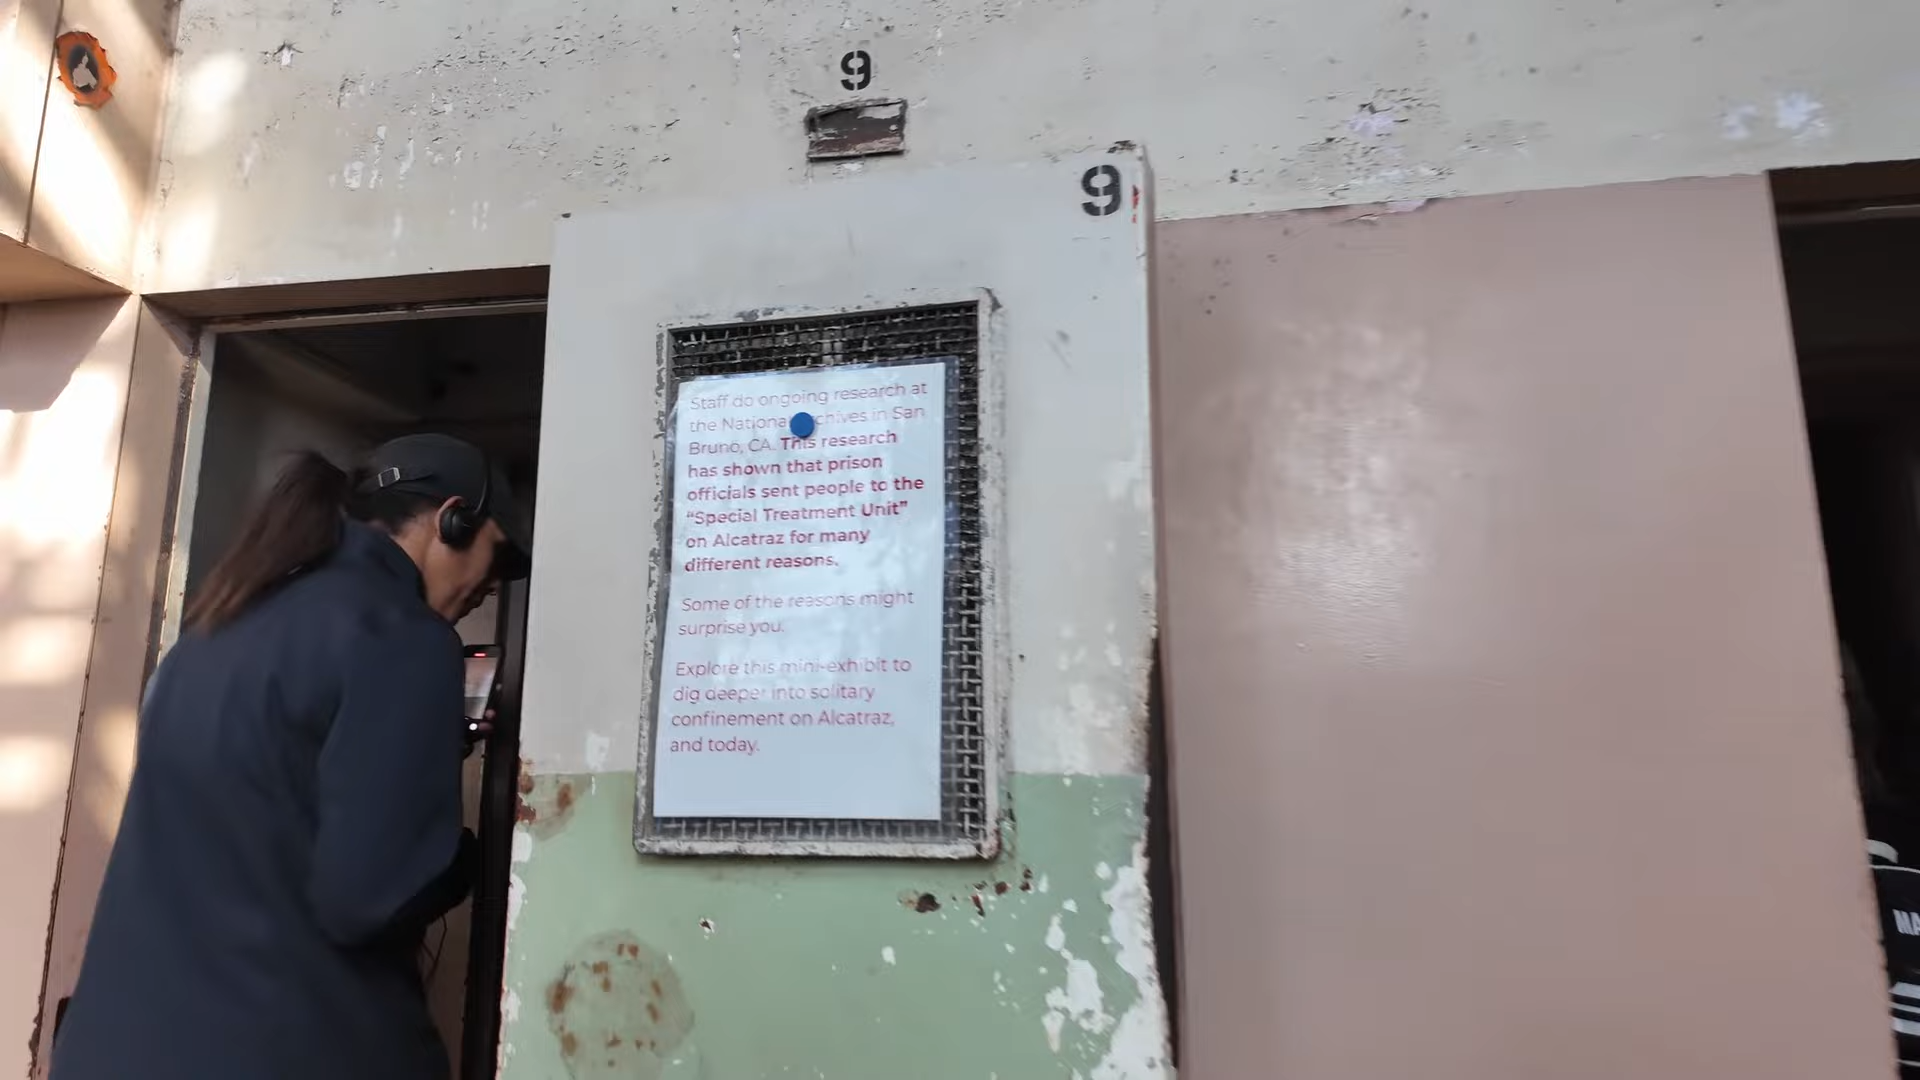 9
9
Staff do ongoing research at
the National chives in San
Bruno, CA. This research
has shown that prison
officials sent people to the
“Special Treatment Unit”
on Alcatraz for many
different reasons.
Some of the reasons might
surprise you.
Explore this mini-exhibit to
dig deeper into solitary
confinement on Alcatraz,
and today.
NA